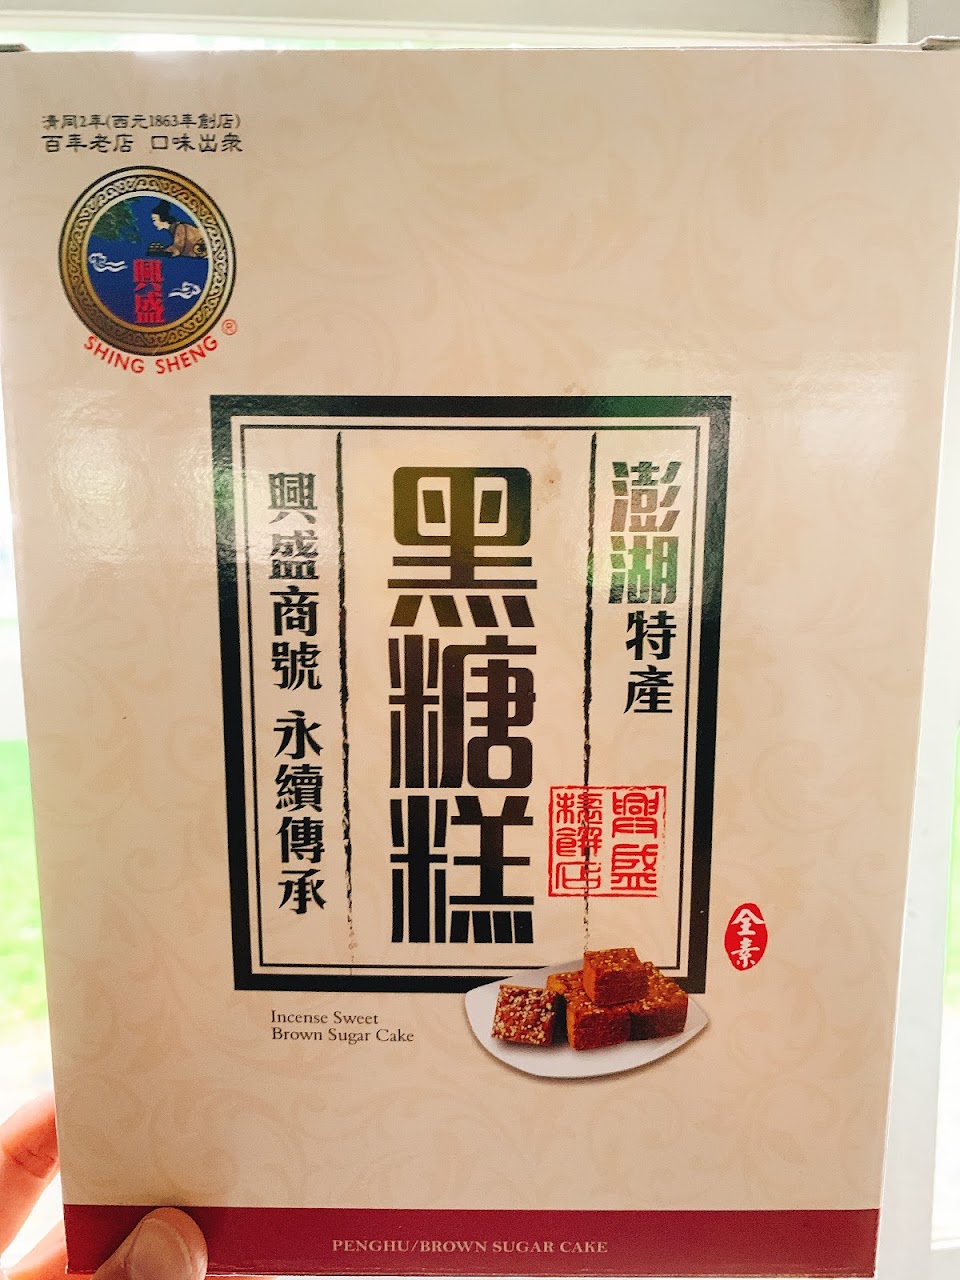 清同2年(西元1863年創店)
百年老店 口味出眾
興盛
SHING SHENG ®
澎湖特產
黑糖糕
興盛商號 永續傳承
興盛
餅店
全素
Incense Sweet
Brown Sugar Cake
PENGHU/BROWN SUGAR CAKE